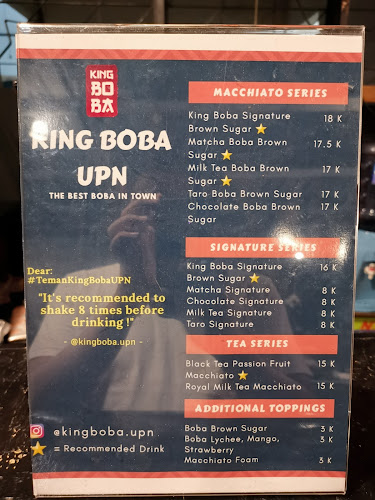 KING
BO
BA
KING BOBA
UPN
THE BEST BOBA IN TOWN
Dear:
#TemanKingBobaUPN
"It's recommended to
shake 8 times before
drinking !"
- @kingboba.upn -
@kingboba.upn
= Recommended Drink
MACCHIATO SERIES
King Boba Signature 18 K
Brown Sugar
Matcha Boba Brown 17.5 K
Sugar
Milk Tea Boba Brown 17 K
Sugar
Taro Boba Brown Sugar 17 K
Chocolate Boba Brown 17 K
Sugar
SIGNATURE SERIES
King Boba Signature 16 K
Brown Sugar
Matcha Signature 8 K
Chocolate Signature 8 K
Milk Tea Signature 8 K
Taro Signature 8 K
TEA SERIES
Black Tea Passion Fruit 15 K
Macchiato
Royal Milk Tea Macchiato 15 K
ADDITIONAL TOPPINGS
Boba Brown Sugar 3 K
Boba Lychee, Mango, 3 K
Strawberry
Macchiato Foam 3 K